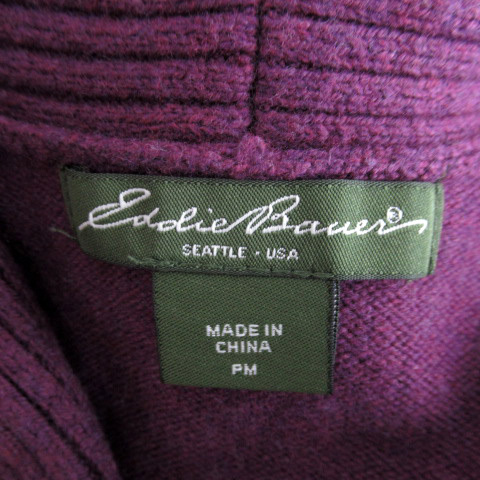 Eddie Bauer®
SEATTLE · USA
MADE IN
CHINA
PM